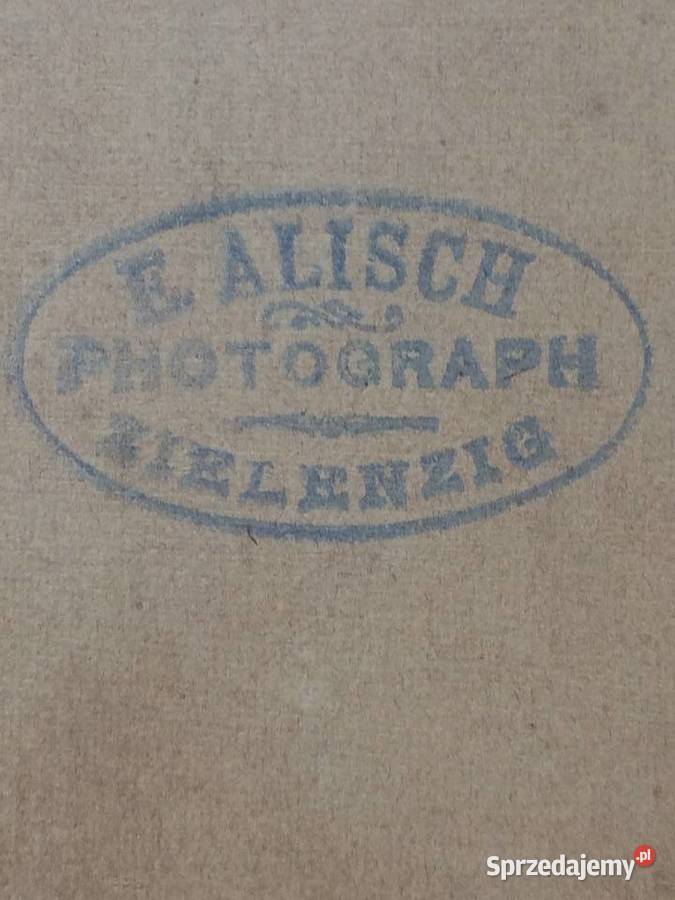 E. ALISCH
PHOTOGRAPH
ZIELENZIG
Sprzedajemy.pl